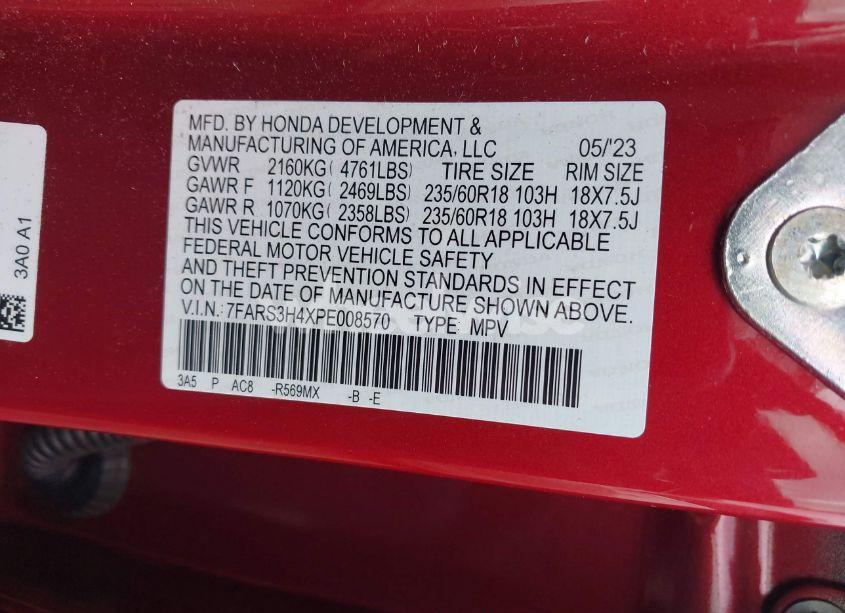 MFD. BY HONDA DEVELOPMENT &
MANUFACTURING OF AMERICA, LLC 05/'23
GVWR 2160KG( 4761LBS) TIRE SIZE RIM SIZE
GAWR F 1120KG( 2469LBS) 235/60R18 103H 18X7.5J
GAWR R 1070KG( 2358LBS) 235/60R18 103H 18X7.5J
THIS VEHICLE CONFORMS TO ALL APPLICABLE
FEDERAL MOTOR VEHICLE SAFETY
AND THEFT PREVENTION STANDARDS IN EFFECT
ON THE DATE OF MANUFACTURE SHOWN ABOVE.
V.I.N.: 7FARS3H4XPE008570 TYPE: MPV
3A5 P AC8 -R569MX -B -E
3A0 A1